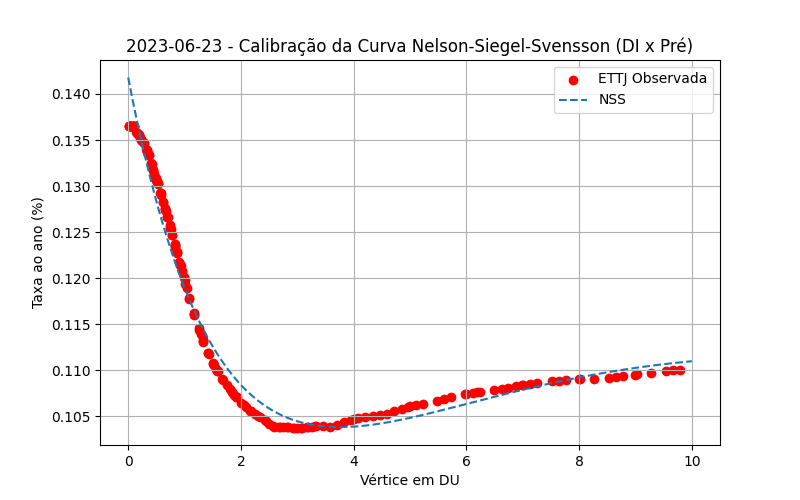 2023-06-23 - Calibração da Curva Nelson-Siegel-Svensson (DI x Pré)
ETTJ Observada
NSS
Taxa ao ano (%)
0.140
0.135
0.130
0.125
0.120
0.115
0.110
0.105
0 2 4 6 8 10
Vértice em DU